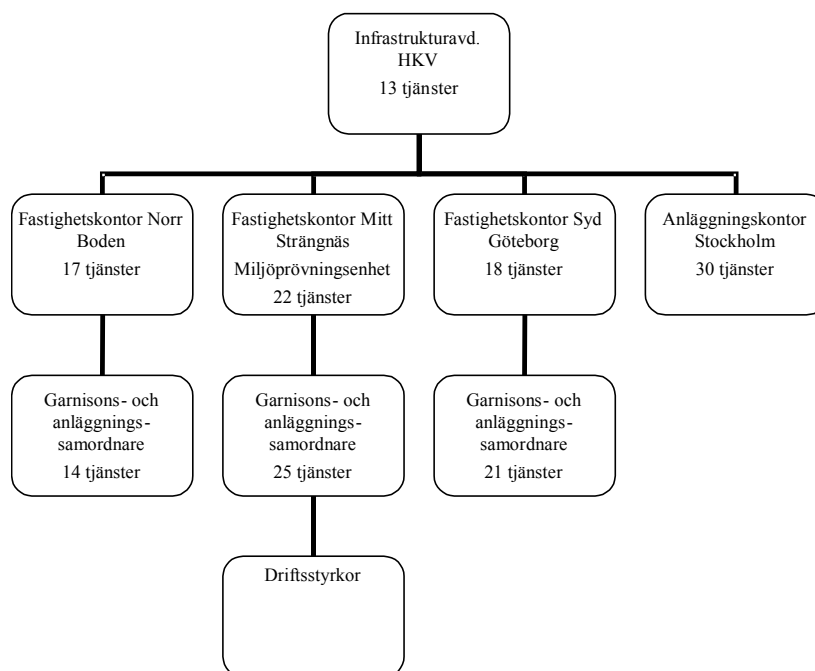 Infrastrukturavd.
HKV
13 tjänster
Fastighetskontor Norr
Boden
17 tjänster
Fastighetskontor Mitt
Strängnäs
Miljöprövningsenhet
22 tjänster
Fastighetskontor Syd
Göteborg
18 tjänster
Anläggningskontor
Stockholm
30 tjänster
Garnisons- och
anläggnings-
samordnare
14 tjänster
Garnisons- och
anläggnings-
samordnare
25 tjänster
Garnisons- och
anläggnings-
samordnare
21 tjänster
Driftsstyrkor